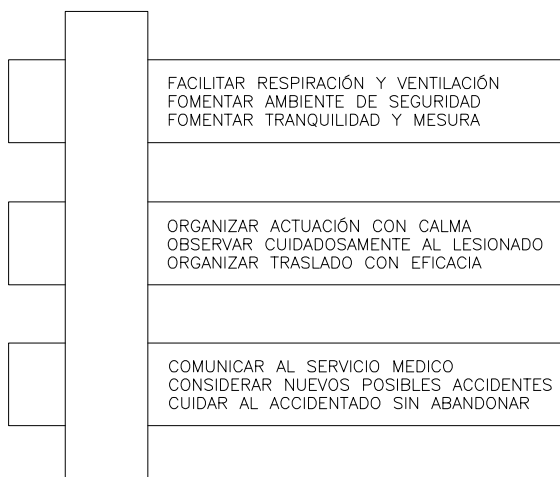 FACILITAR RESPIRACIÓN Y VENTILACIÓN
FOMENTAR AMBIENTE DE SEGURIDAD
FOMENTAR TRANQUILIDAD Y MESURA
ORGANIZAR ACTUACIÓN CON CALMA
OBSERVAR CUIDADOSAMENTE AL LESIONADO
ORGANIZAR TRASLADO CON EFICACIA
COMUNICAR AL SERVICIO MEDICO
CONSIDERAR NUEVOS POSIBLES ACCIDENTES
CUIDAR AL ACCIDENTADO SIN ABANDONAR